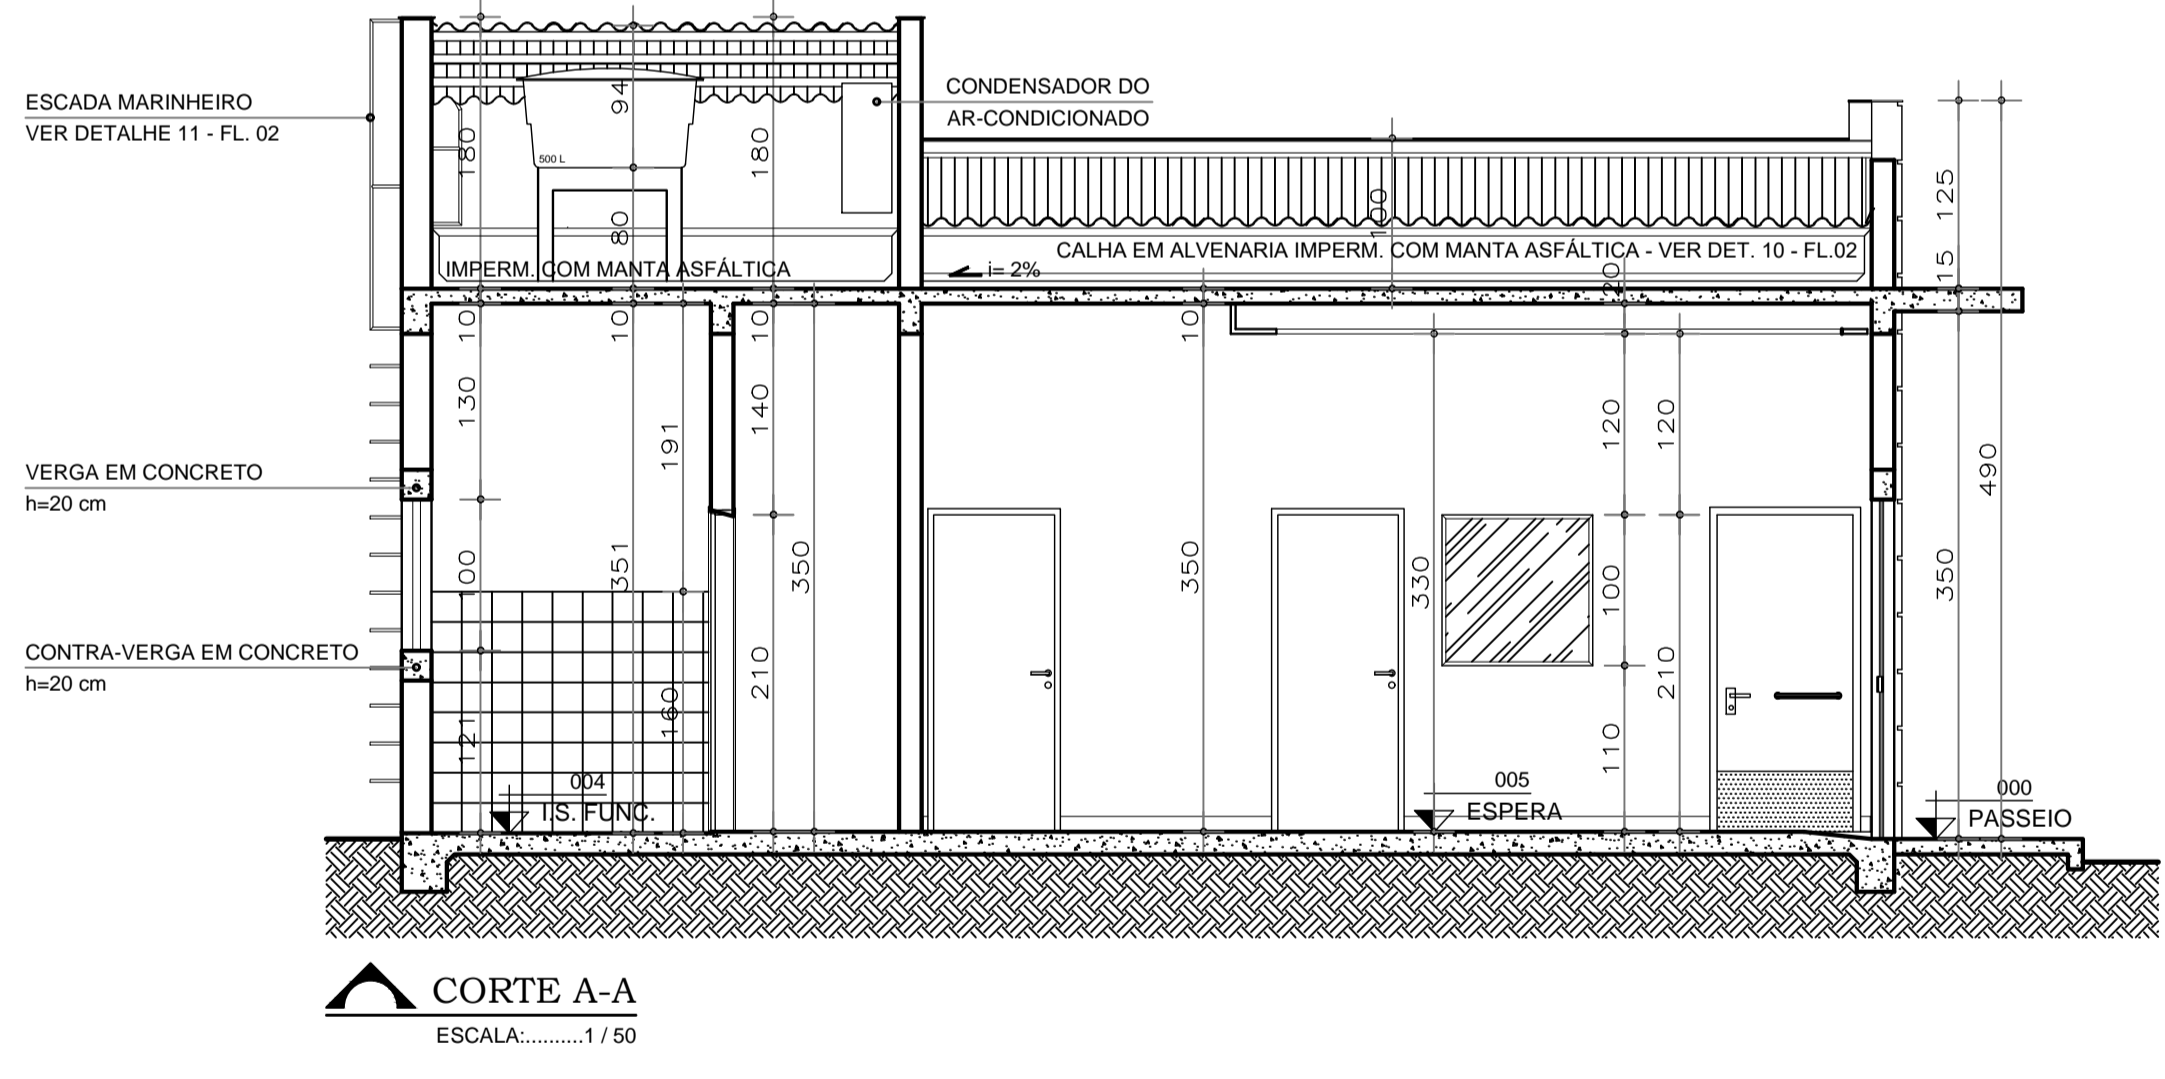 ESCADA MARINHEIRO
VER DETALHE 11 - FL. 02
CONDENSADOR DO
AR-CONDICIONADO
94
180
180
500 L
80
100
125
15
CALHA EM ALVENARIA IMPERM. COM MANTA ASFÁLTICA - VER DET. 10 - FL.02
IMPERM. COM MANTA ASFÁLTICA
i= 2%
20
10
10
10
10
130
191
140
120
120
490
VERGA EM CONCRETO
h=20 cm
100
351
350
350
330
100
350
CONTRA-VERGA EM CONCRETO
h=20 cm
121
160
210
110
210
004
I.S. FUNC.
005
ESPERA
000
PASSEIO
CORTE A-A
ESCALA:..........1 / 50